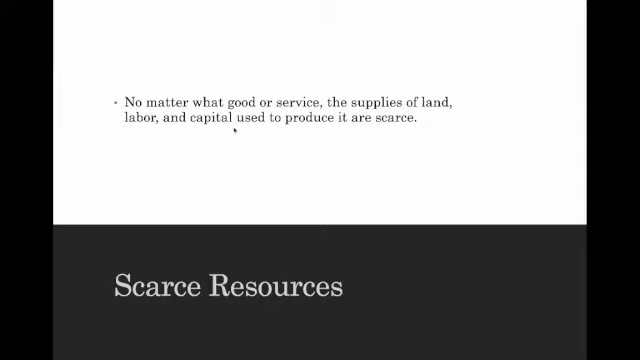 • No matter what good or service, the supplies of land,
labor, and capital used to produce it are scarce.
Scarce Resources